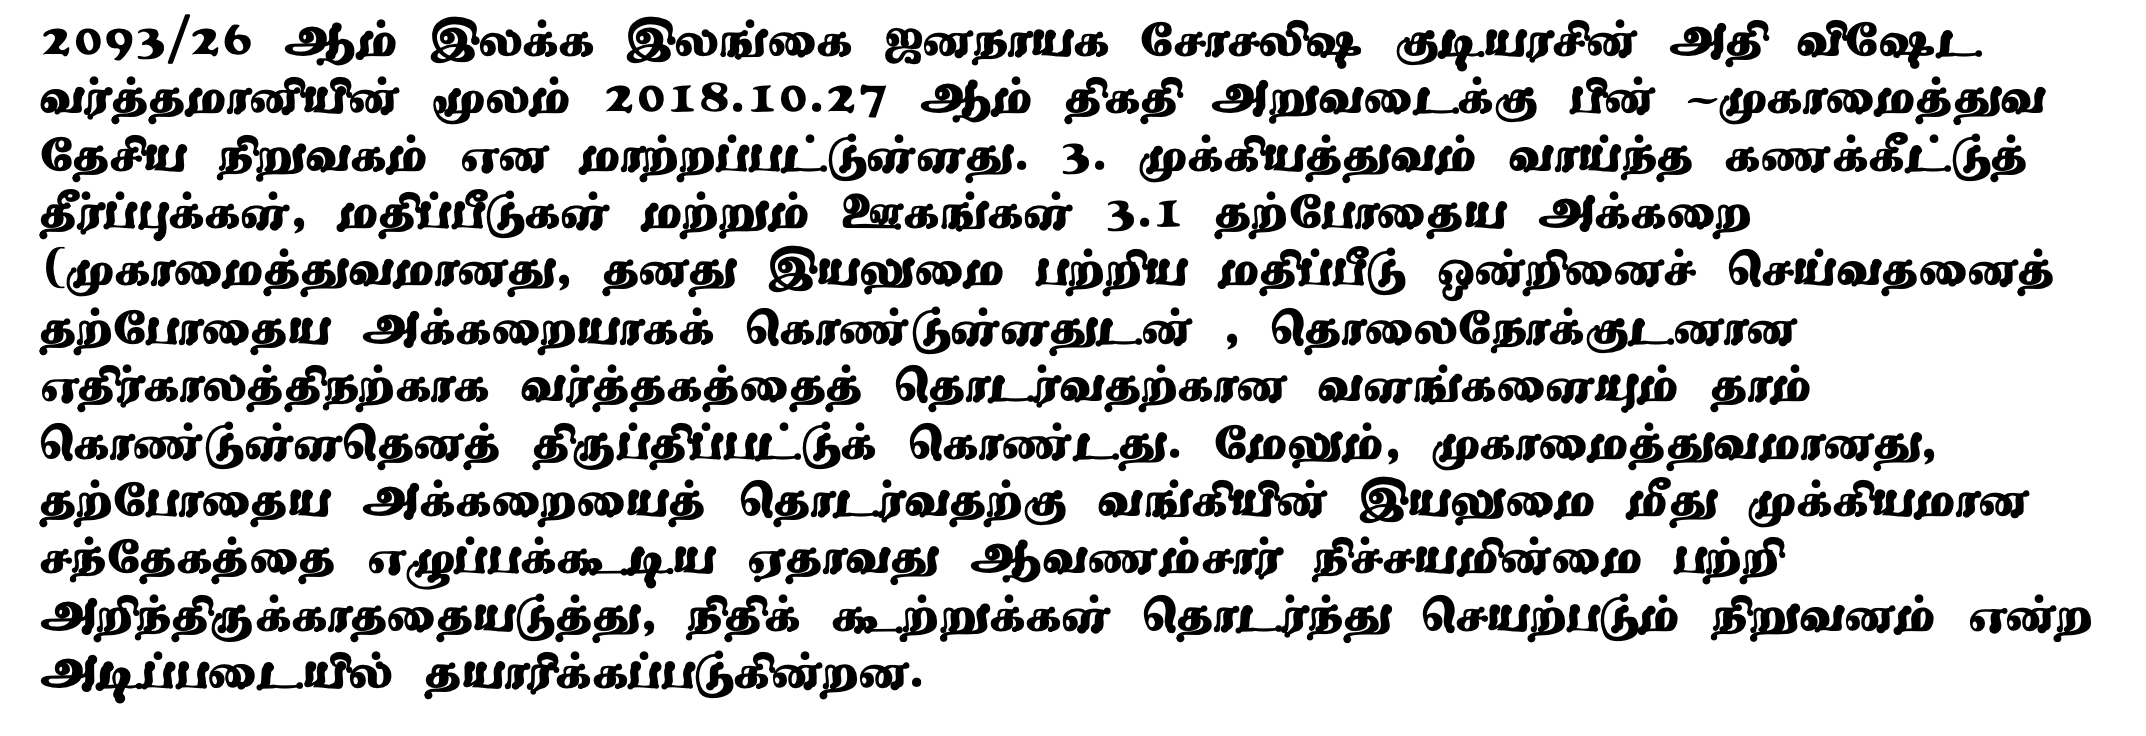 2093/26 ஆம் இலக்க இலங்கை ஜனநாயக சோசலிஷ குடியரசின் அதி விஷேட
வர்த்தமானியின் மூலம் 2018.10.27 ஆம் திகதி அறுவடைக்கு பின் ~முகாமைத்துவ
தேசிய நிறுவகம் என மாற்றப்பட்டுள்ளது. 3. முக்கியத்துவம் வாய்ந்த கணக்கீட்டுத்
தீர்ப்புக்கள், மதிப்பீடுகள் மற்றும் ஊகங்கள் 3.1 தற்போதைய அக்கறை
(முகாமைத்துவமானது, தனது இயலுமை பற்றிய மதிப்பீடு ஒன்றினைச் செய்வதனைத்
தற்போதைய அக்கறையாகக் கொண்டுள்ளதுடன் , தொலைநோக்குடனான
எதிர்காலத்திநற்காக வர்த்தகத்தைத் தொடர்வதற்கான வளங்களையும் தாம்
கொண்டுள்ளதெனத் திருப்திப்பட்டுக் கொண்டது. மேலும், முகாமைத்துவமானது,
தற்போதைய அக்கறையைத் தொடர்வதற்கு வங்கியின் இயலுமை மீது முக்கியமான
சந்தேகத்தை எழுப்பக்கூடிய ஏதாவது ஆவணம்சார் நிச்சயமின்மை பற்றி
அறிந்திருக்காததையடுத்து, நிதிக் கூற்றுக்கள் தொடர்ந்து செயற்படும் நிறுவனம் என்ற
அடிப்படையில் தயாரிக்கப்படுகின்றன.